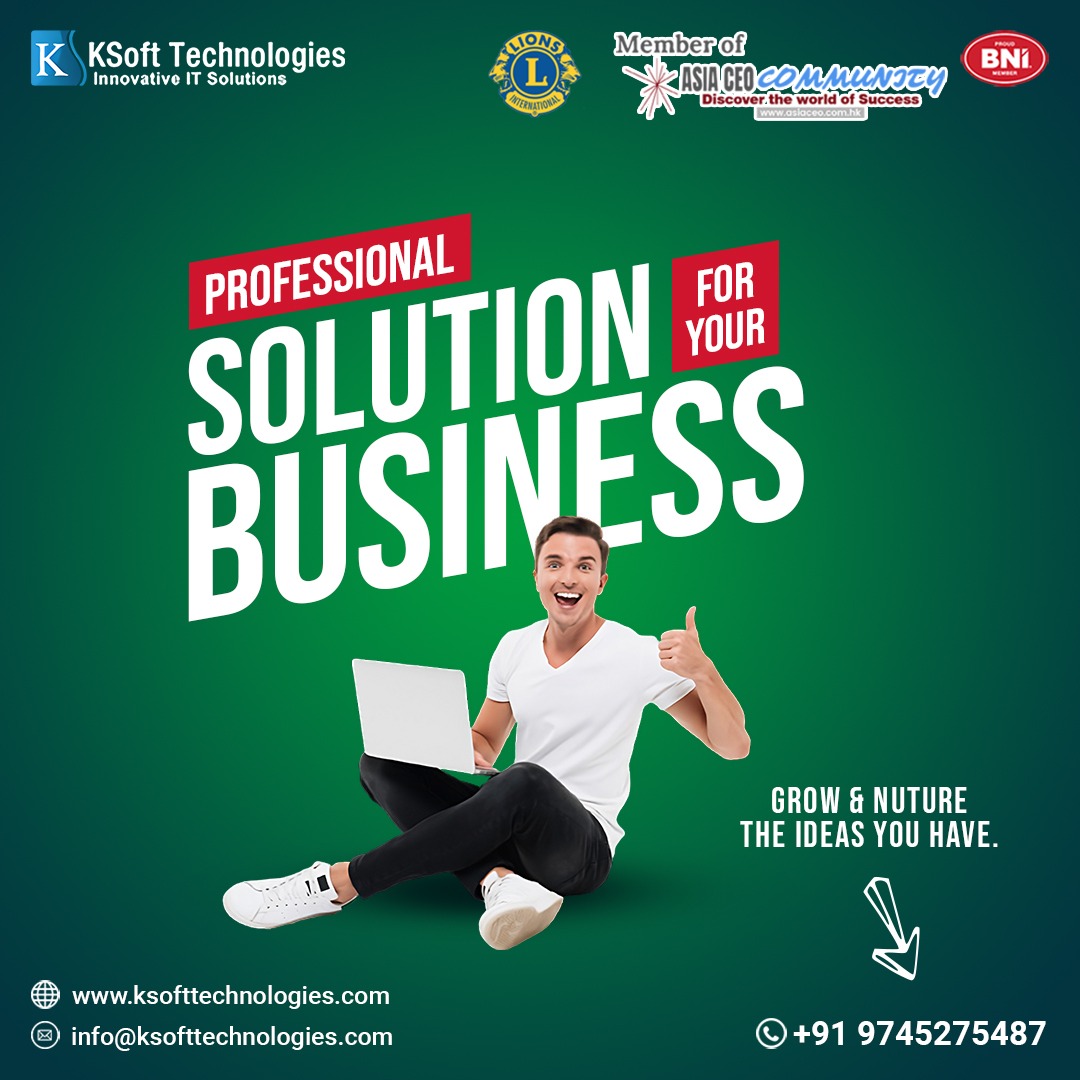 K
KSoft Technologies
Innovative IT Solutions
LIONS
L
INTERNATIONAL
Member of
ASIA CEO COMMUNITY
Discover the world of Success
www.asiaceo.com.hk
PROUD
BNI
MEMBER
PROFESSIONAL
SOLUTION
FOR
YOUR
BUSINESS
GROW & NUTURE
THE IDEAS YOU HAVE.
www.ksofttechnologies.com
info@ksofttechnologies.com
+91 9745275487